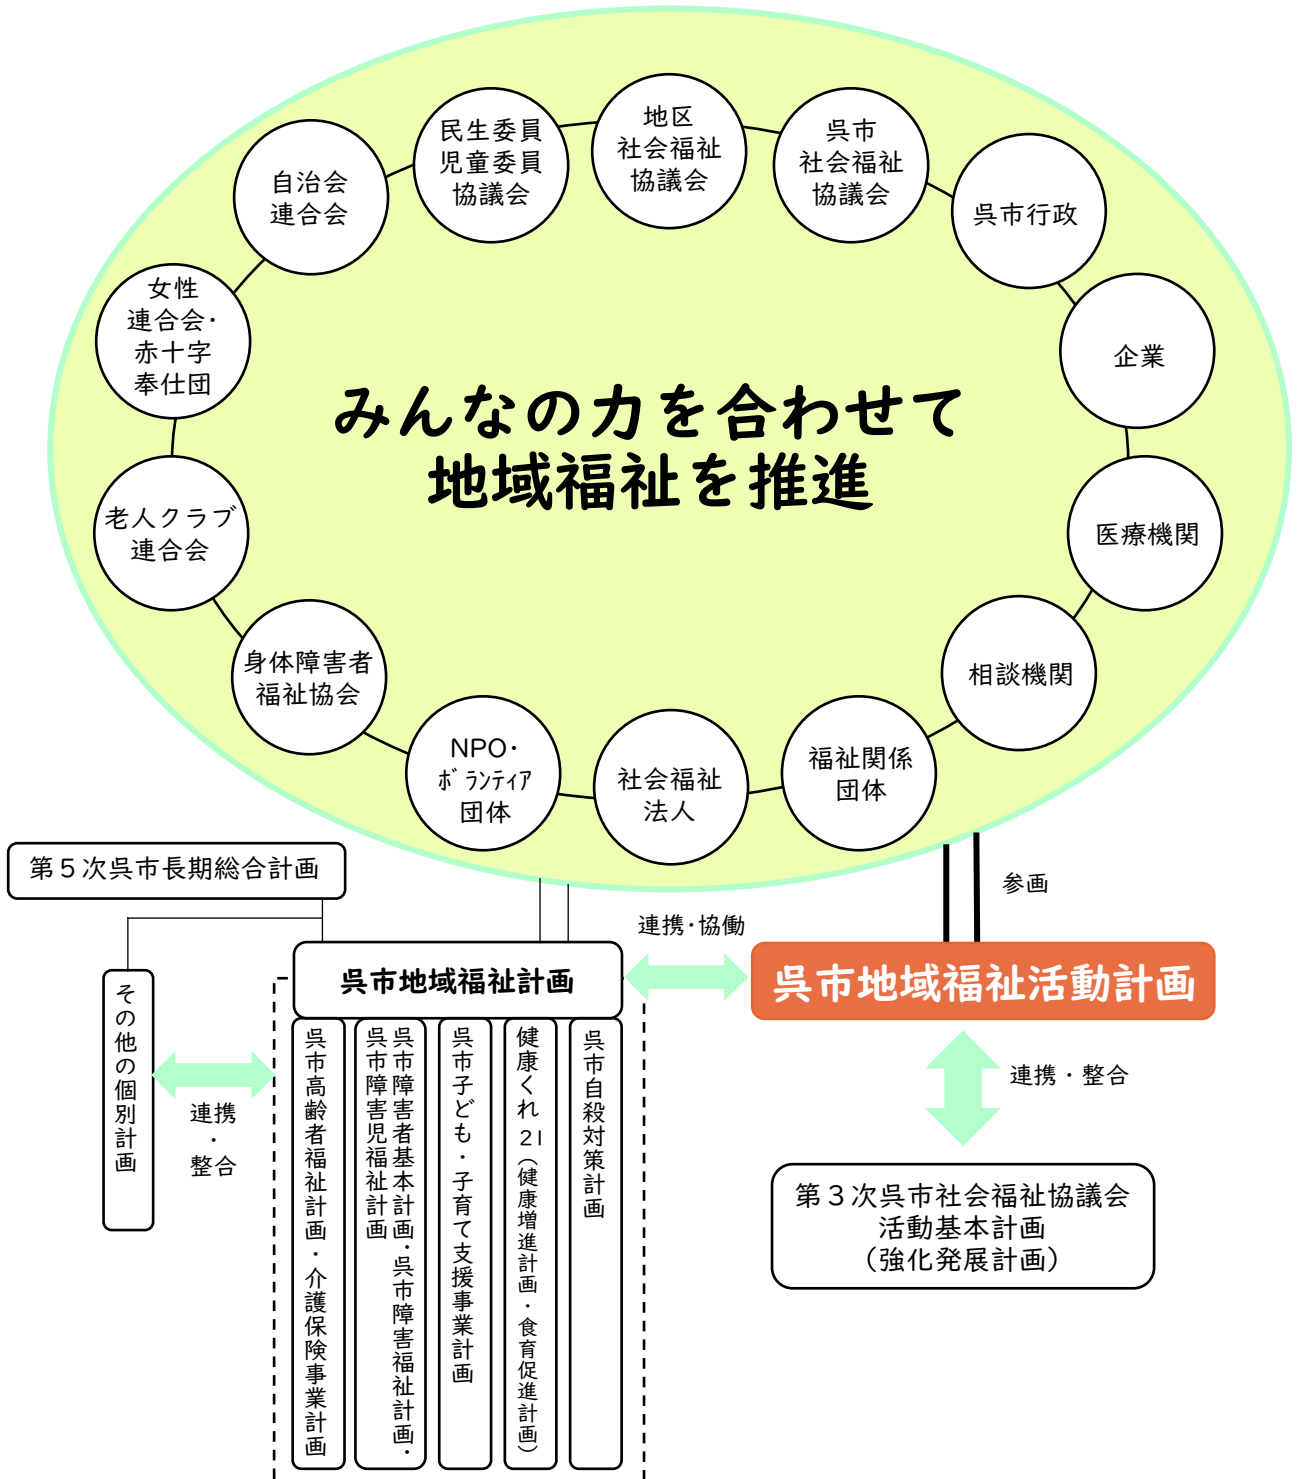 民生委員
児童委員
協議会
地区
社会福祉
協議会
呉市
社会福祉
協議会
自治会
連合会
呉市行政
女性
連合会・
赤十字
奉仕団
企業
みんなの力を合わせて
地域福祉を推進
老人クラブ
連合会
医療機関
身体障害者
福祉協会
相談機関
NPO・
ボランティア
団体
社会福祉
法人
福祉関係
団体
第５次呉市長期総合計画
参画
連携・協働
呉市地域福祉計画
呉市地域福祉活動計画
その他の個別計画
連携
・
整合
呉市高齢者福祉計画・介護保険事業計画
呉市障害者基本計画・呉市障害福祉計画・
呉市障害児福祉計画
呉市子ども・子育て支援事業計画
健康くれ21（健康増進計画・食育促進計画）
呉市自殺対策計画
連携・整合
第３次呉市社会福祉協議会
活動基本計画
（強化発展計画）